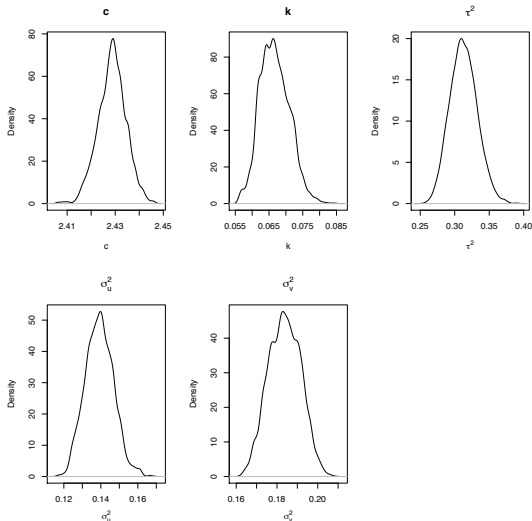 c
Density
0 20 40 60 80
2.41 2.43 2.45
c
k
Density
0 20 40 60 80
0.055 0.065 0.075 0.085
k
τ²
Density
0 5 10 15 20
0.25 0.30 0.35 0.40
τ²
σ²ᵤ
Density
0 10 20 30 40 50
0.12 0.14 0.16
σ²ᵤ
σ²ᵥ
Density
0 10 20 30 40
0.16 0.18 0.20
σ²ᵥ